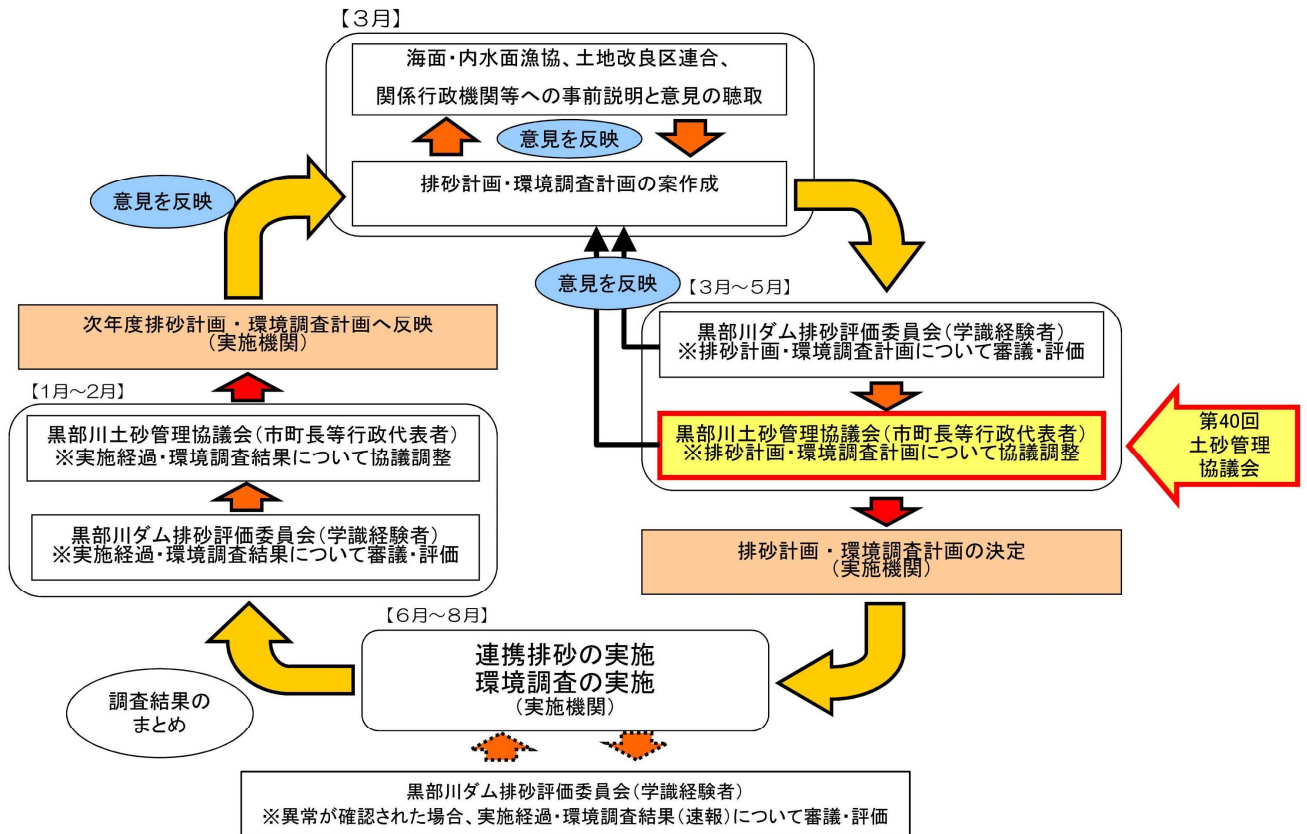 【3月】
海面・内水面漁協、土地改良区連合、
関係行政機関等への事前説明と意見の聴取
意見を反映
排砂計画・環境調査計画の案作成
意見を反映
意見を反映
【3月～5月】
黒部川ダム排砂評価委員会(学識経験者)
※排砂計画・環境調査計画について審議・評価
黒部川土砂管理協議会(市町長等行政代表者)
※排砂計画・環境調査計画について協議調整
第40回
土砂管理
協議会
排砂計画・環境調査計画の決定
(実施機関)
【6月～8月】
連携排砂の実施
環境調査の実施
(実施機関)
黒部川ダム排砂評価委員会(学識経験者)
※異常が確認された場合、実施経過・環境調査結果(速報)について審議・評価
調査結果の
まとめ
【1月～2月】
黒部川土砂管理協議会(市町長等行政代表者)
※実施経過・環境調査結果について協議調整
黒部川ダム排砂評価委員会(学識経験者)
※実施経過・環境調査結果について審議・評価
次年度排砂計画・環境調査計画へ反映
(実施機関)